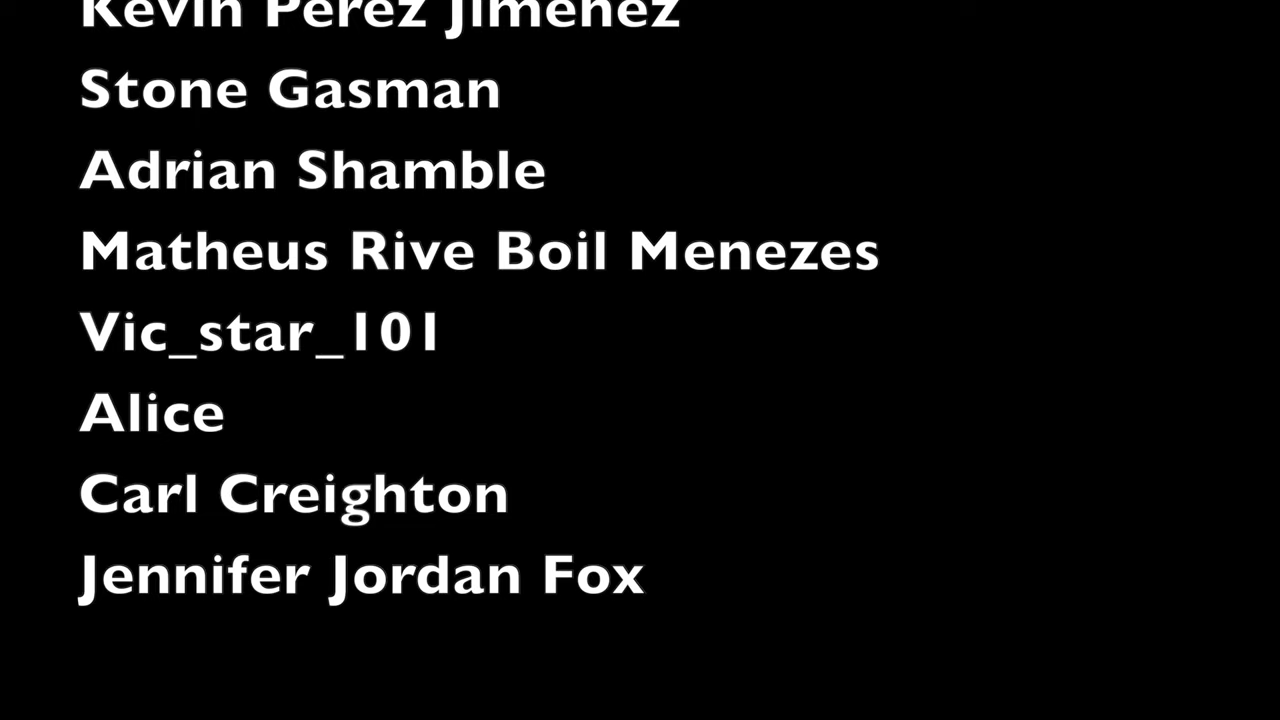 Kevin Perez Jimenez
Stone Gasman
Adrian Shamble
Matheus Rive Boil Menezes
Vic_star_101
Alice
Carl Creighton
Jennifer Jordan Fox